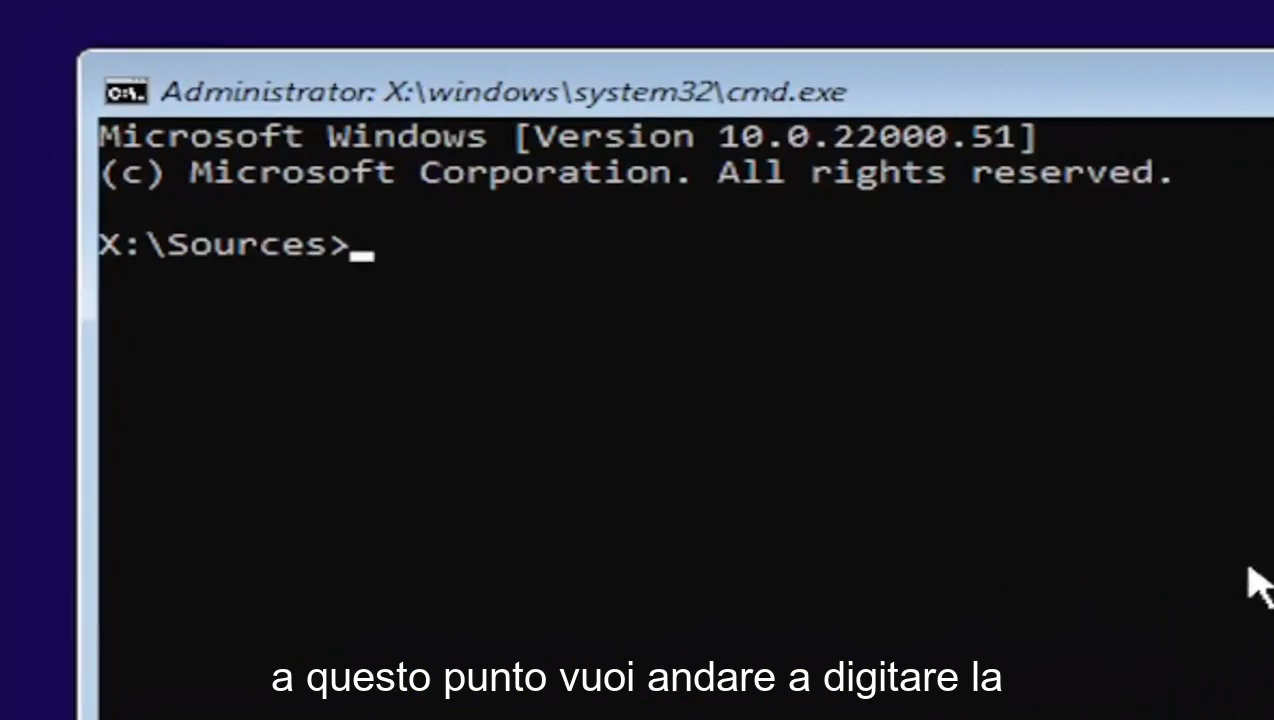 Administrator: X:\windows\system32\cmd.exe
Microsoft Windows [Version 10.0.22000.51]
(c) Microsoft Corporation. All rights reserved.
X:\Sources>
a questo punto vuoi andare a digitare la